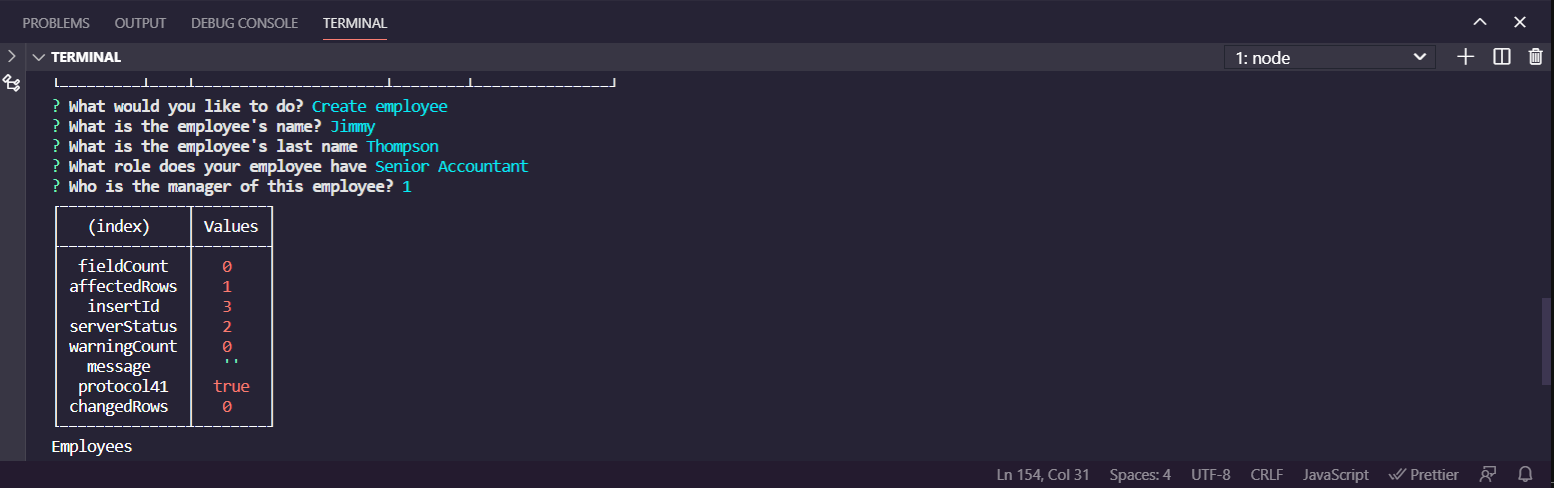 PROBLEMS OUTPUT DEBUG CONSOLE TERMINAL
TERMINAL 1: node
? What would you like to do? Create employee
? What is the employee's name? Jimmy
? What is the employee's last name Thompson
? What role does your employee have Senior Accountant
? Who is the manager of this employee? 1
(index) Values
fieldCount 0
affectedRows 1
insertId 3
serverStatus 2
warningCount 0
message ''
protocol41 true
changedRows 0
Employees
Ln 154, Col 31 Spaces: 4 UTF-8 CRLF JavaScript Prettier